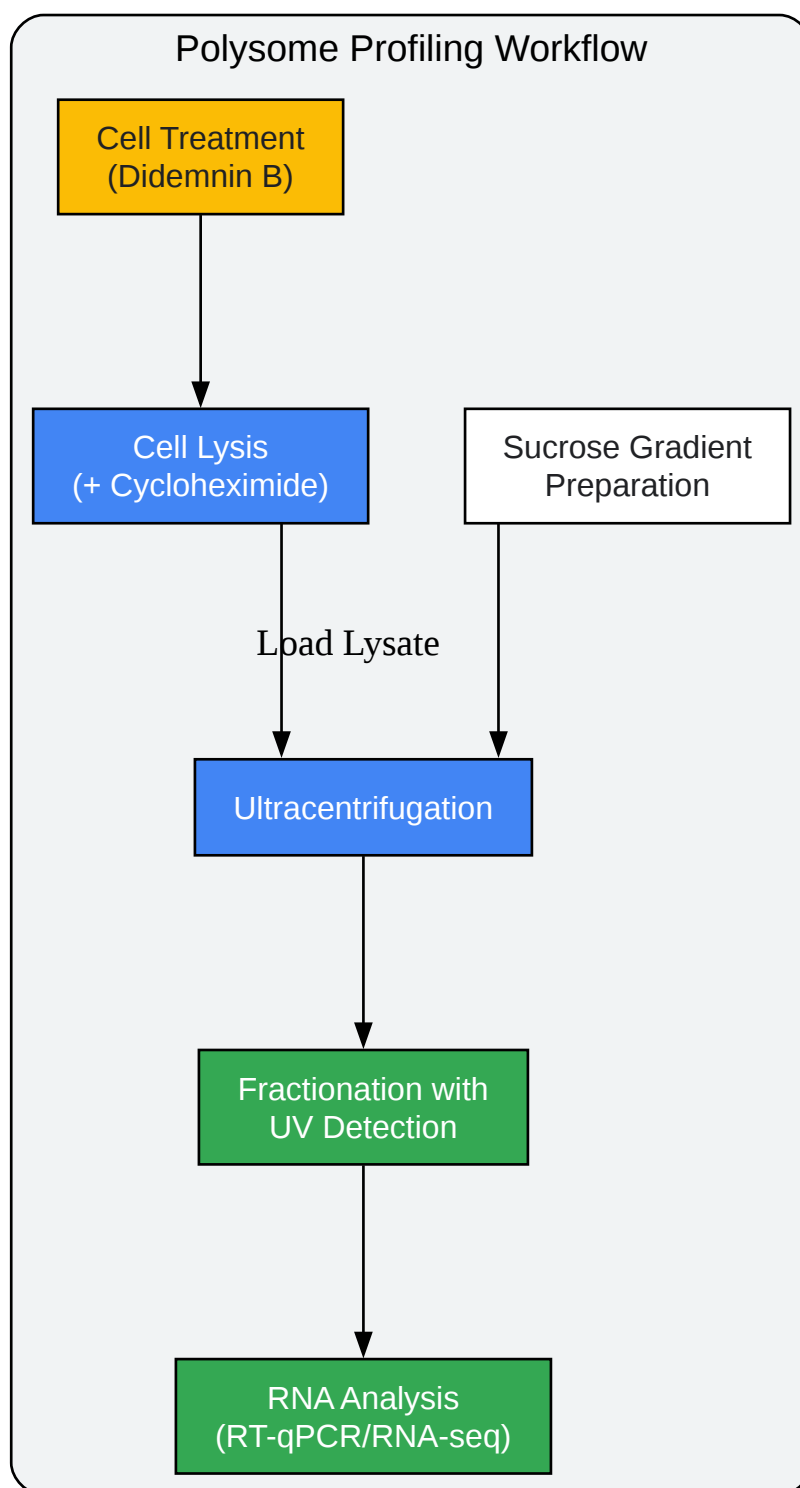 Polysome Profiling Workflow
Cell Treatment
(Didemnin B)
Cell Lysis
(+ Cycloheximide)
Sucrose Gradient
Preparation
Load Lysate
Ultracentrifugation
Fractionation with
UV Detection
RNA Analysis
(RT-qPCR/RNA-seq)